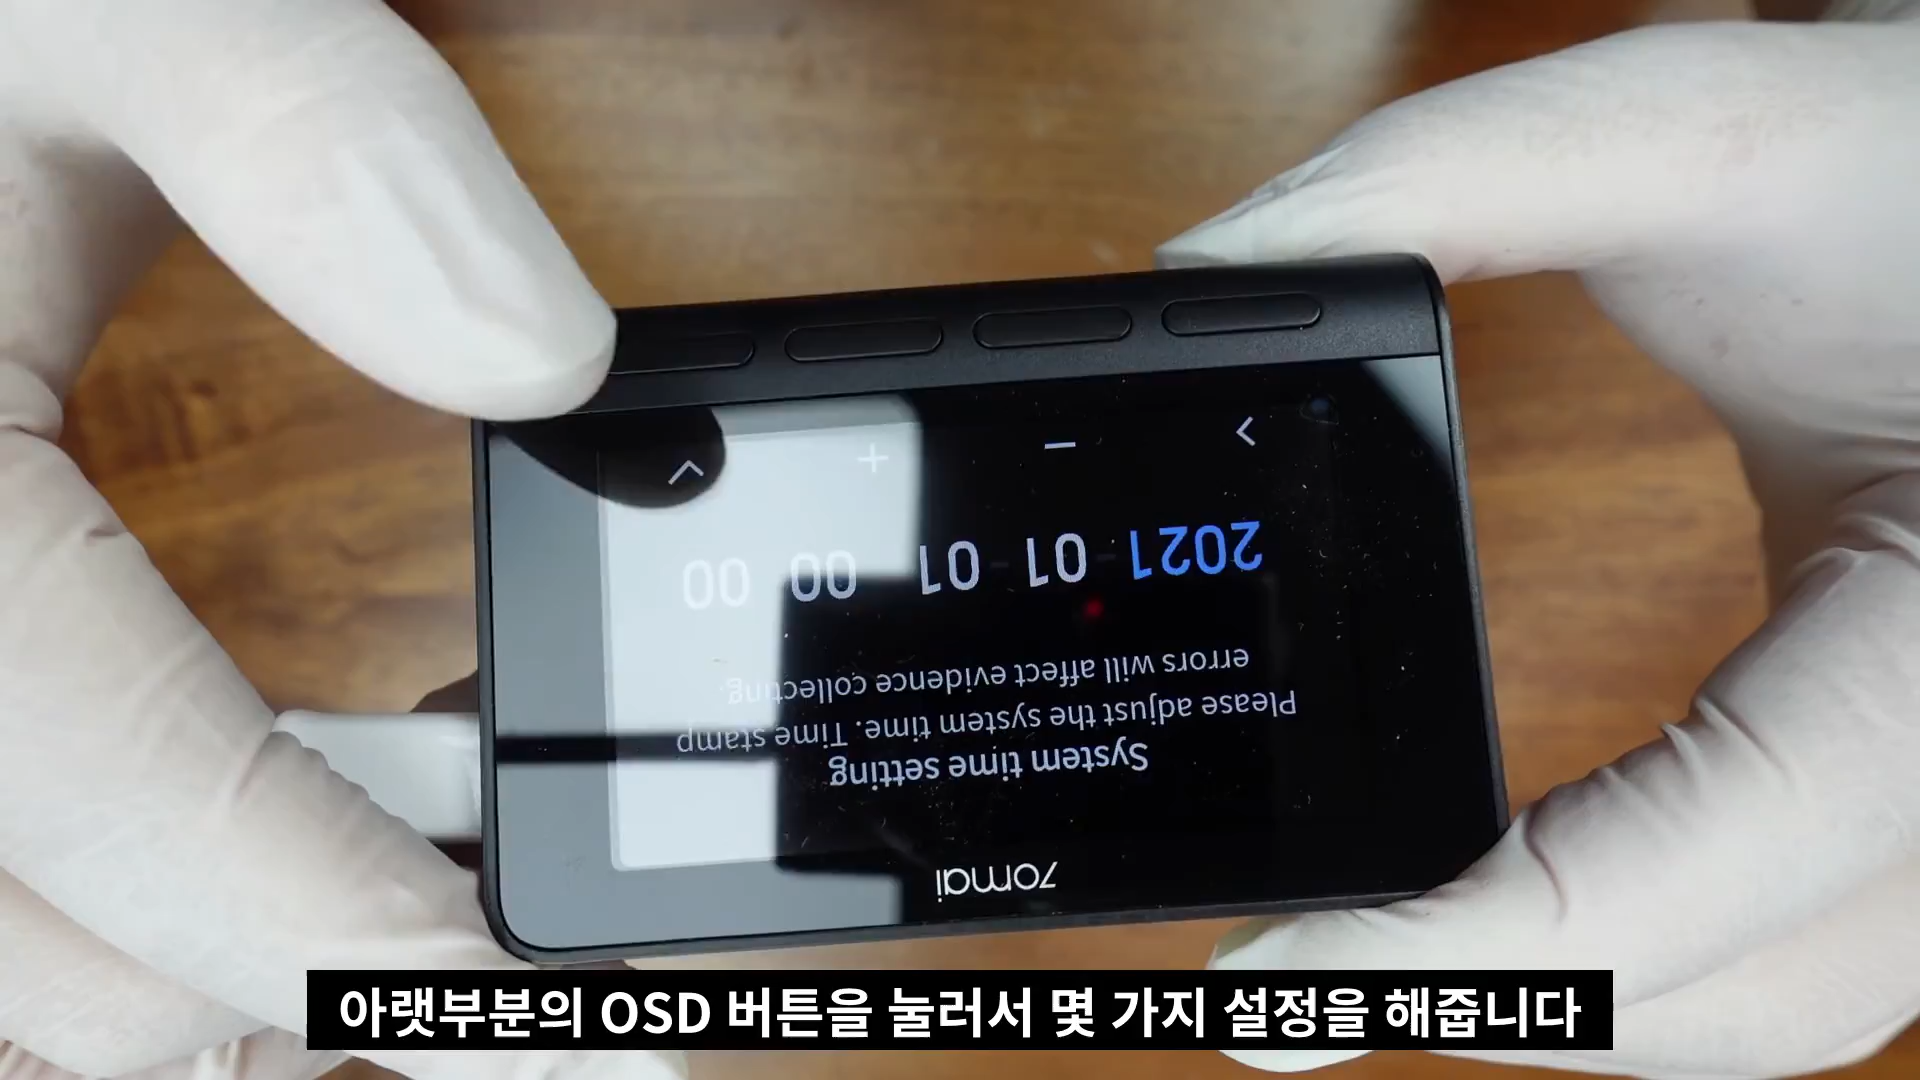 70mai
System time setting
Please adjust the system time. Time stamp
errors will affect evidence collecting.
2021-01-01 00 00
아랫부분의 OSD 버튼을 눌러서 몇 가지 설정을 해줍니다